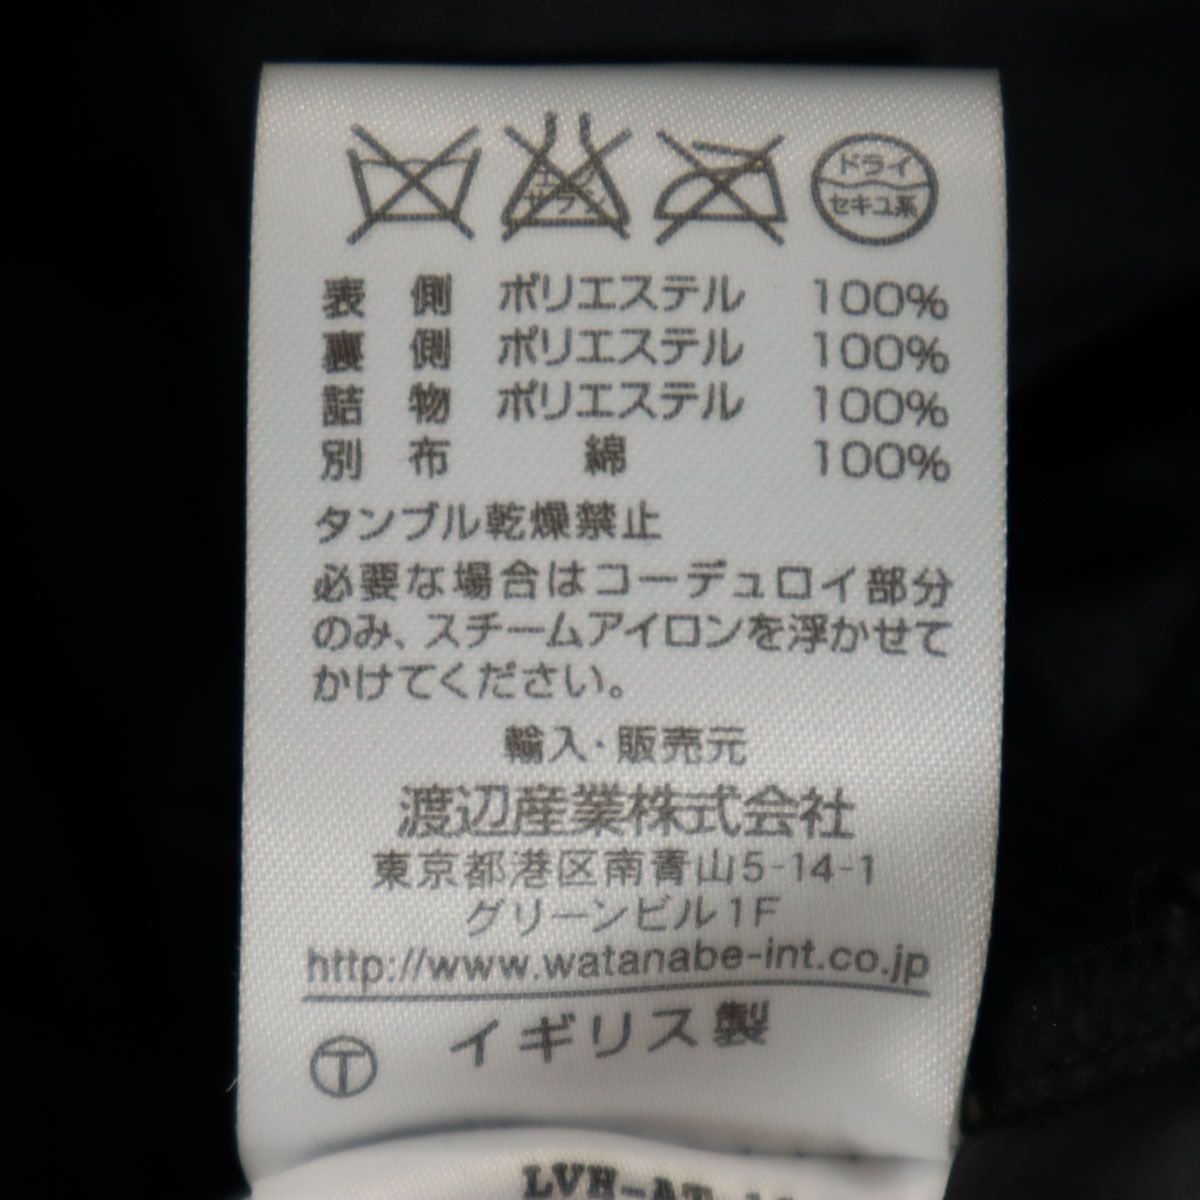 エン
サラシ
ドライ
セキユ系
表側 ポリエステル 100%
裏側 ポリエステル 100%
詰物 ポリエステル 100%
別布 綿 100%
タンブル乾燥禁止
必要な場合はコーデュロイ部分
のみ、スチームアイロンを浮かせて
かけてください。
輸入・販売元
渡辺産業株式会社
東京都港区南青山5-14-1
グリーンビル1F
http://www.watanabe-int.co.jp
Ⓣ イギリス製